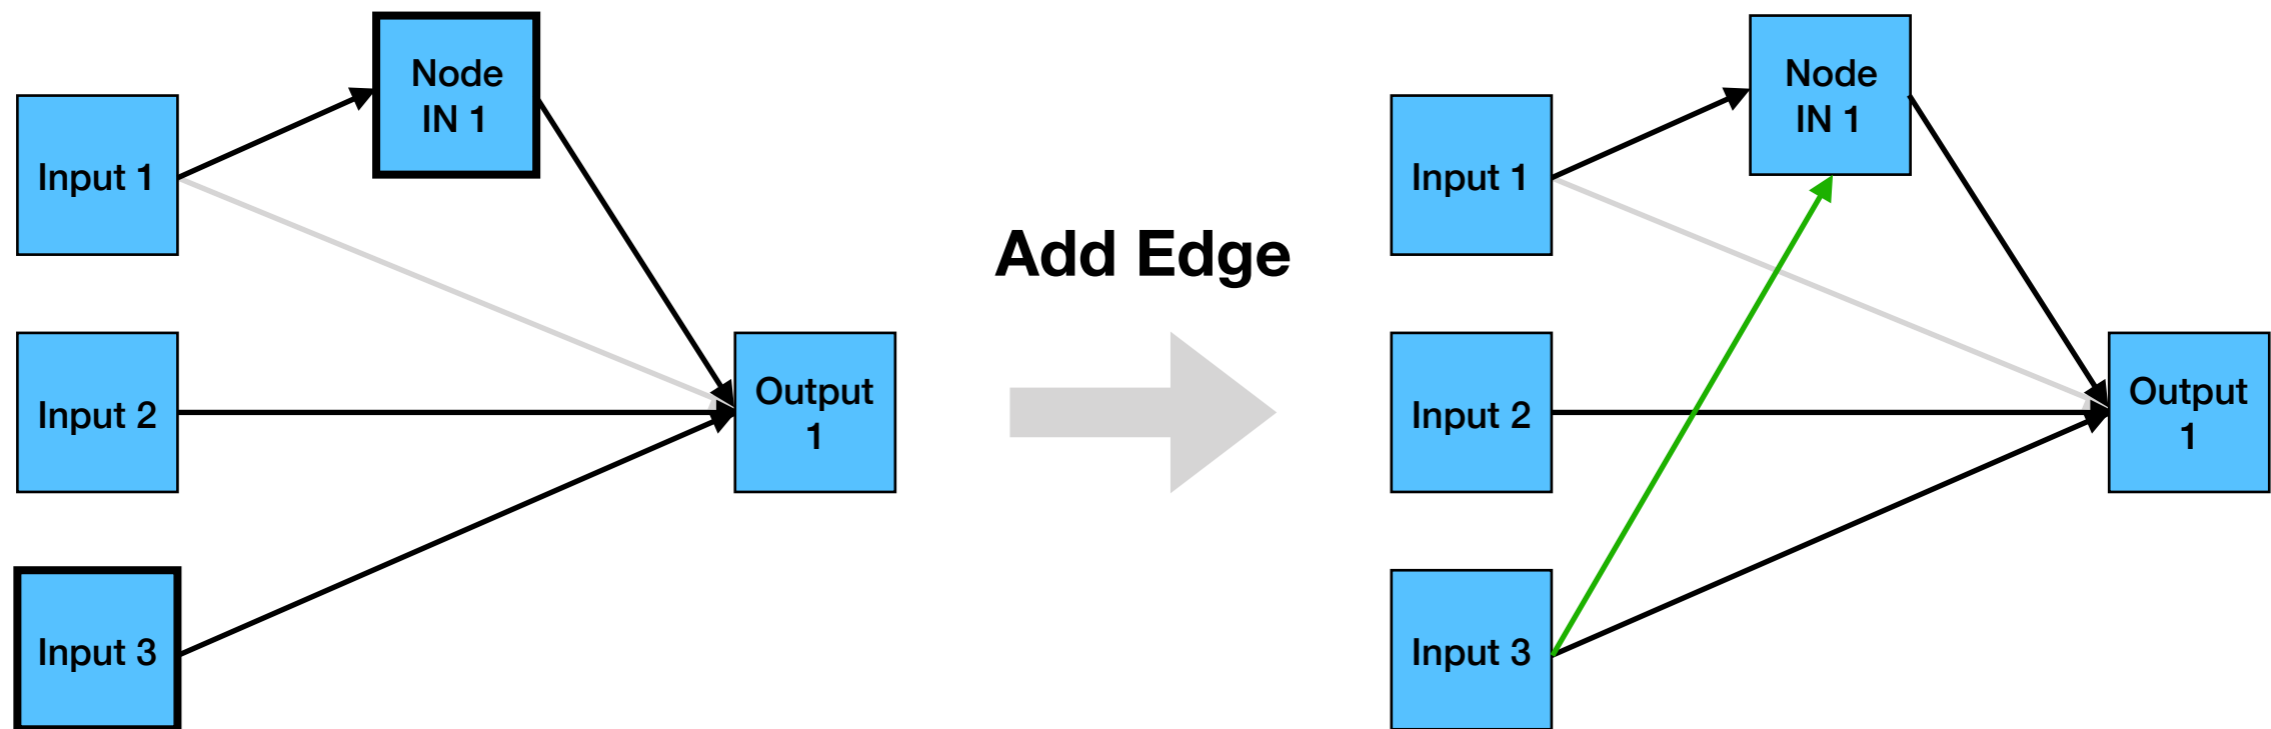 Node
IN 1
Input 1
Input 2
Input 3
Output
1
Add Edge
Node
IN 1
Input 1
Input 2
Input 3
Output
1